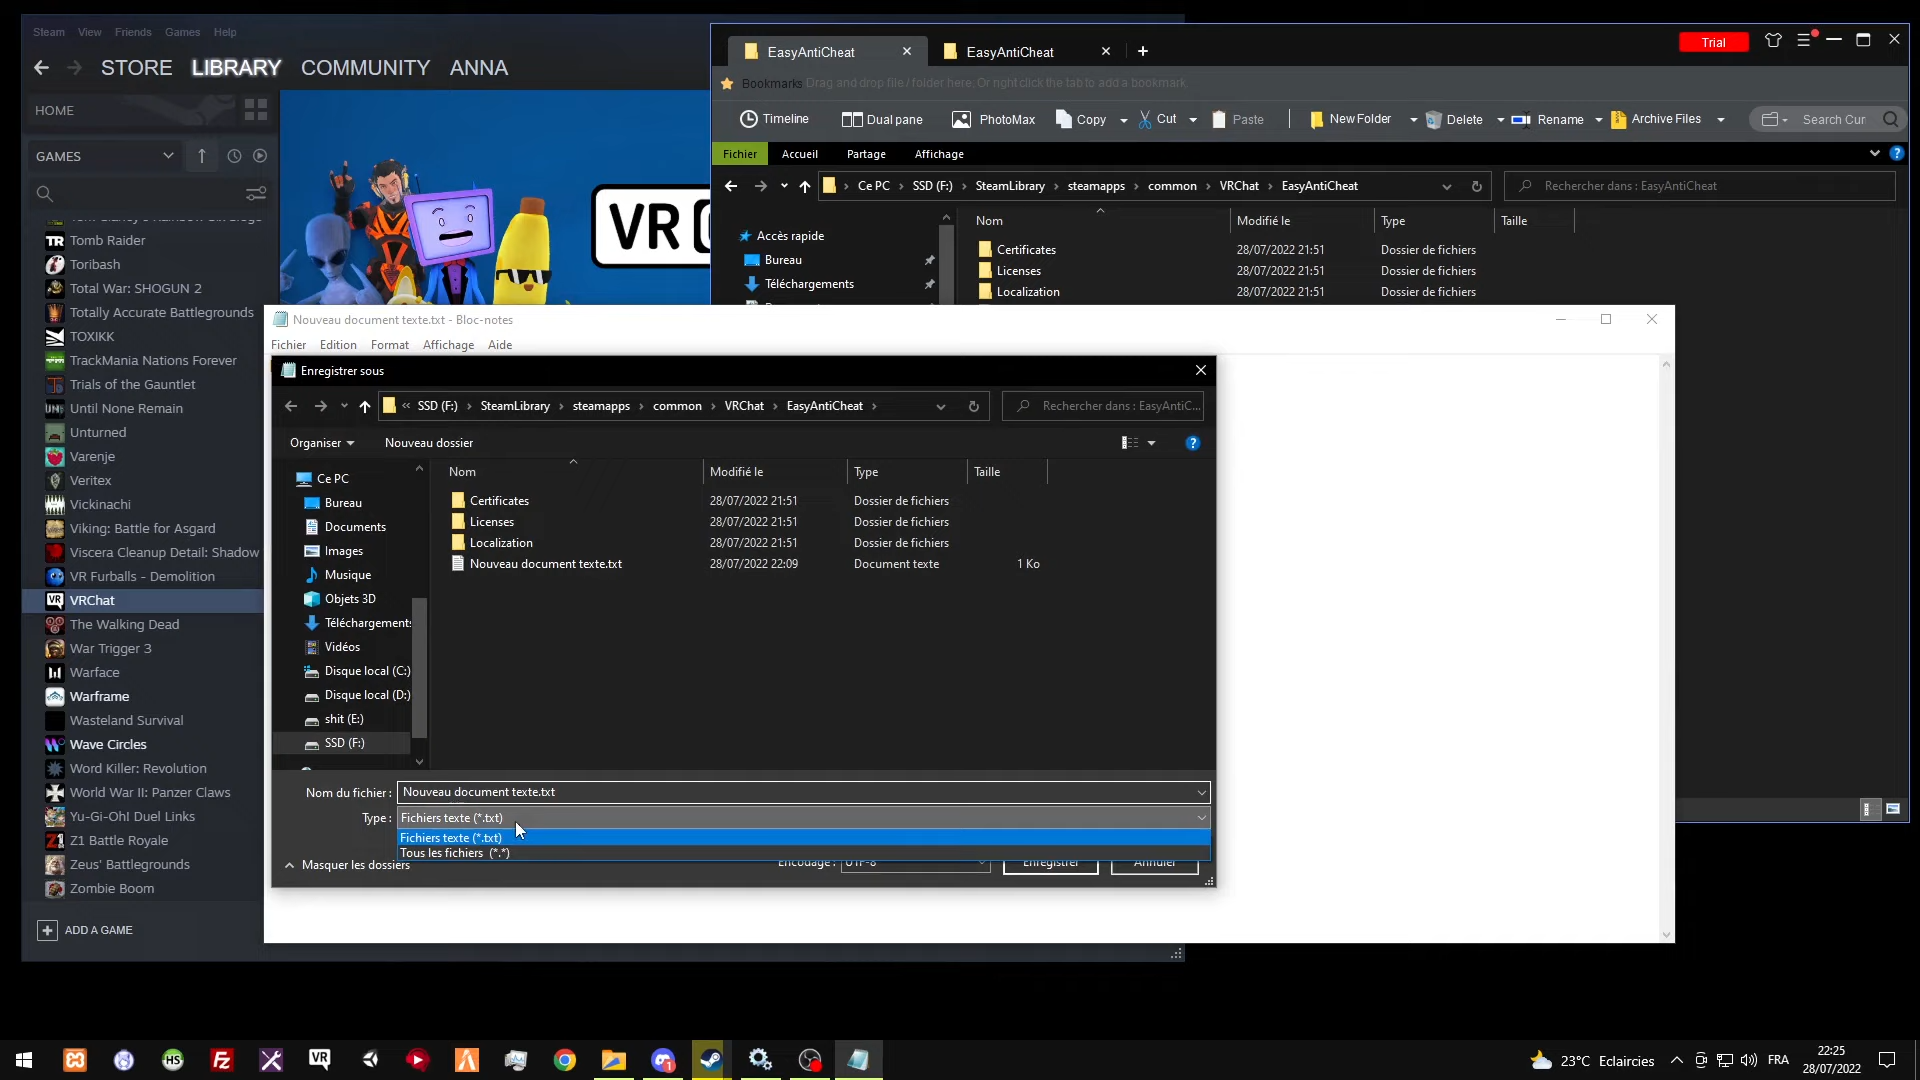 Steam View Friends Games Help
STORE LIBRARY COMMUNITY ANNA
HOME
GAMES
Tomb Raider
Toribash
Total War: SHOGUN 2
Totally Accurate Battlegrounds
TOXIKK
TrackMania Nations Forever
Trials of the Gauntlet
Until None Remain
Unturned
Varenje
Veritex
Vickinachi
Viking: Battle for Asgard
Viscera Cleanup Detail: Shadow
VR Furballs - Demolition
VRChat
The Walking Dead
War Trigger 3
Warface
Warframe
Wasteland Survival
Wave Circles
Word Killer: Revolution
World War II: Panzer Claws
Yu-Gi-Oh! Duel Links
Z1 Battle Royale
Zeus' Battlegrounds
Zombie Boom
ADD A GAME
VR
EasyAntiCheat EasyAntiCheat Trial
Bookmarks Drag and drop file / folder here; Or right click the tab to add a bookmark.
Timeline Dual pane PhotoMax Copy Cut Paste New Folder Delete Rename Archive Files Search Cur
Fichier Accueil Partage Affichage
Ce PC SSD (F:) SteamLibrary steamapps common VRChat EasyAntiCheat Rechercher dans : EasyAntiCheat
Nom Modifié le Type Taille
Accès rapide
Bureau
Téléchargements
Certificates 28/07/2022 21:51 Dossier de fichiers
Licenses 28/07/2022 21:51 Dossier de fichiers
Localization 28/07/2022 21:51 Dossier de fichiers
Nouveau document texte.txt - Bloc-notes
Fichier Edition Format Affichage Aide
Enregistrer sous
« SSD (F:) SteamLibrary steamapps common VRChat EasyAntiCheat Rechercher dans : EasyAntiC...
Organiser Nouveau dossier
Nom Modifié le Type Taille
Ce PC
Bureau
Documents
Images
Musique
Objets 3D
Téléchargements
Vidéos
Disque local (C:)
Disque local (D:)
shit (E:)
SSD (F:)
Certificates 28/07/2022 21:51 Dossier de fichiers
Licenses 28/07/2022 21:51 Dossier de fichiers
Localization 28/07/2022 21:51 Dossier de fichiers
Nouveau document texte.txt 28/07/2022 22:09 Document texte 1 Ko
Nom du fichier : Nouveau document texte.txt
Type : Fichiers texte (*.txt)
Fichiers texte (*.txt)
Tous les fichiers (*.*)
Masquer les dossiers Encodage : UTF-8 Enregistrer Annuler
HS Fz VR 23°C Eclaircies FRA 22:25
28/07/2022